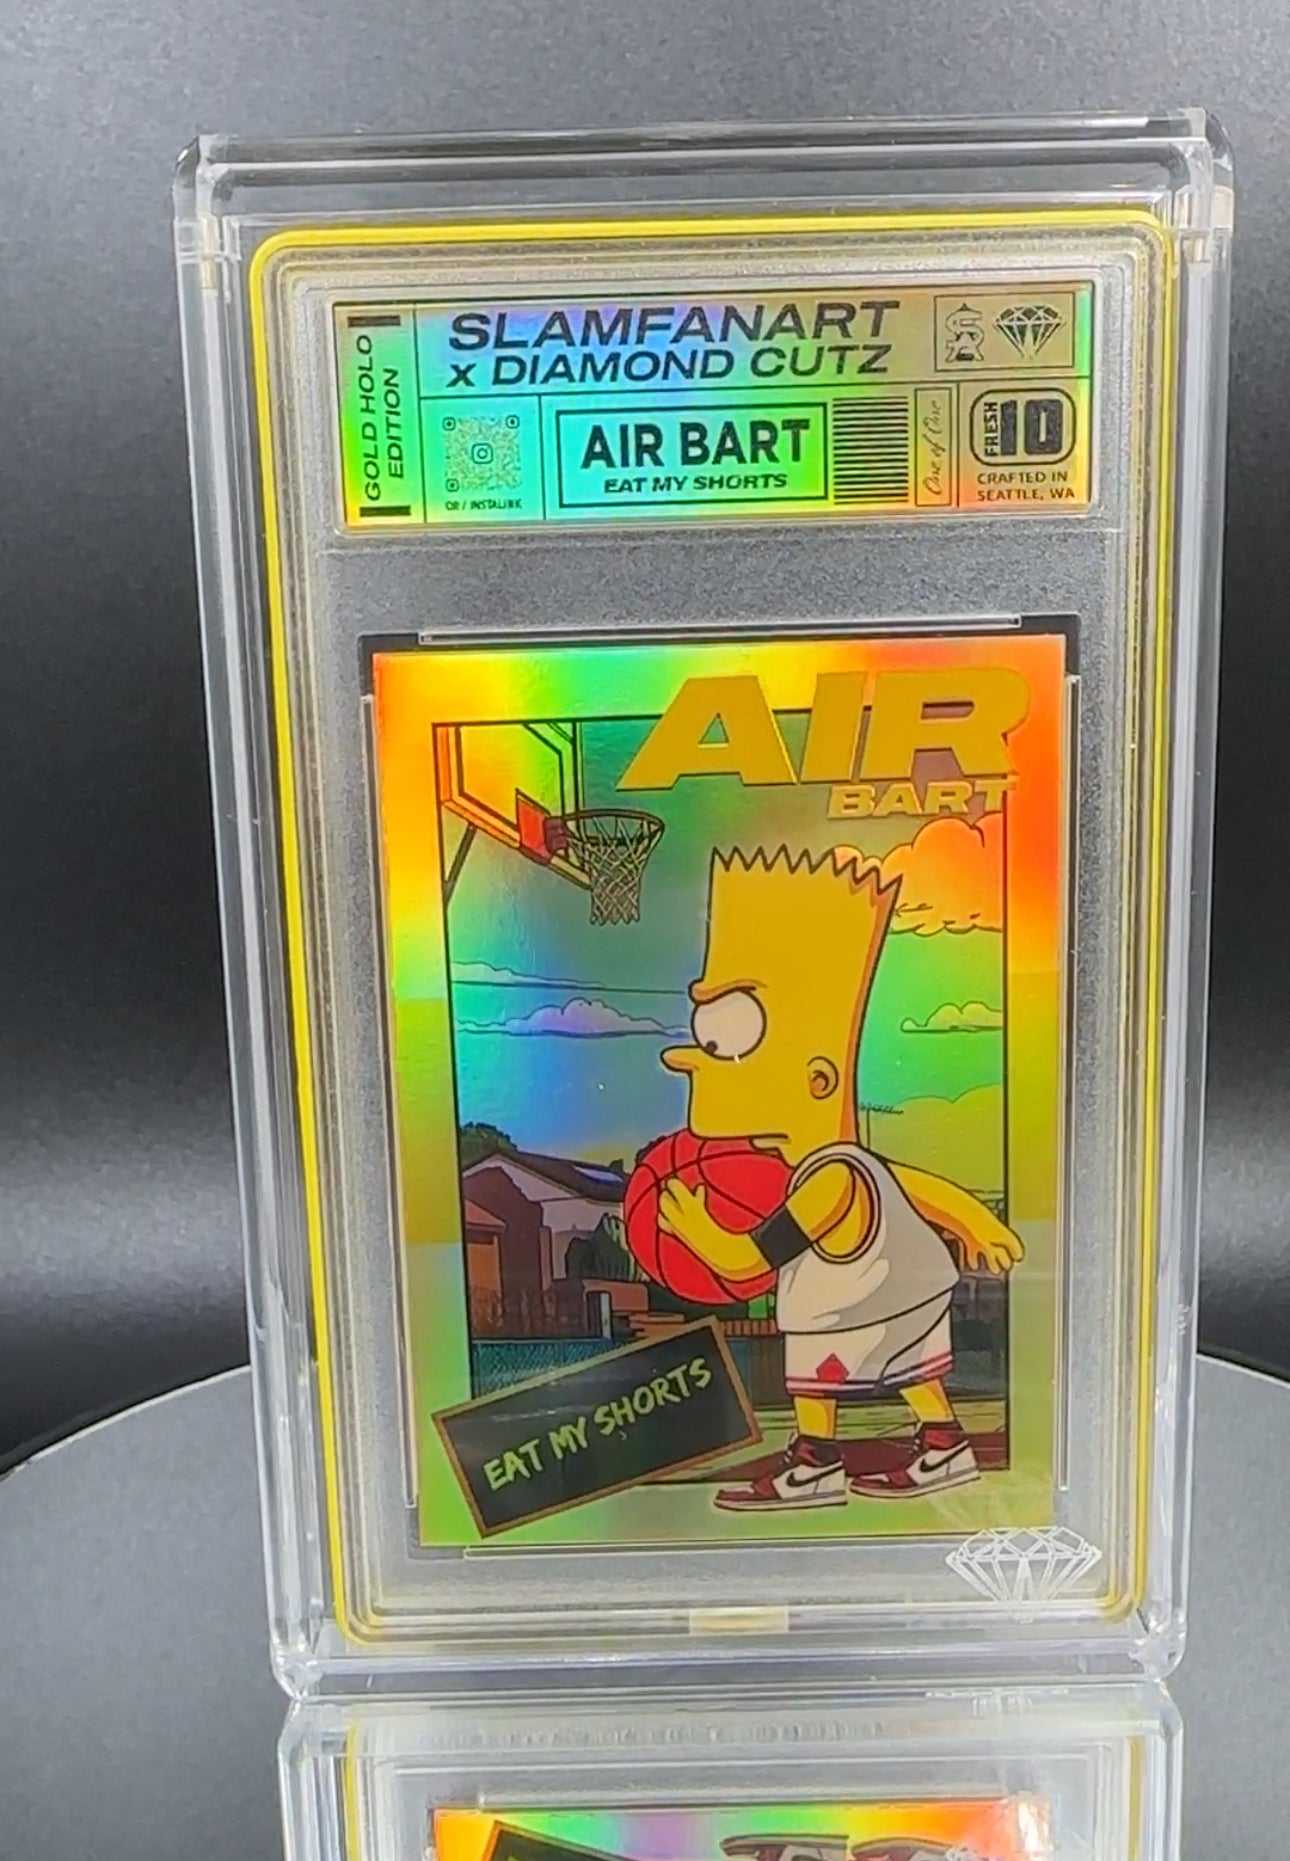 GOLD HOLO
EDITION
SLAMFANART
x DIAMOND CUTZ
QR / INSTALINK
AIR BART
EAT MY SHORTS
One of One
FRESH
10
CRAFTED IN
SEATTLE, WA
AIR
BART
EAT MY SHORTS